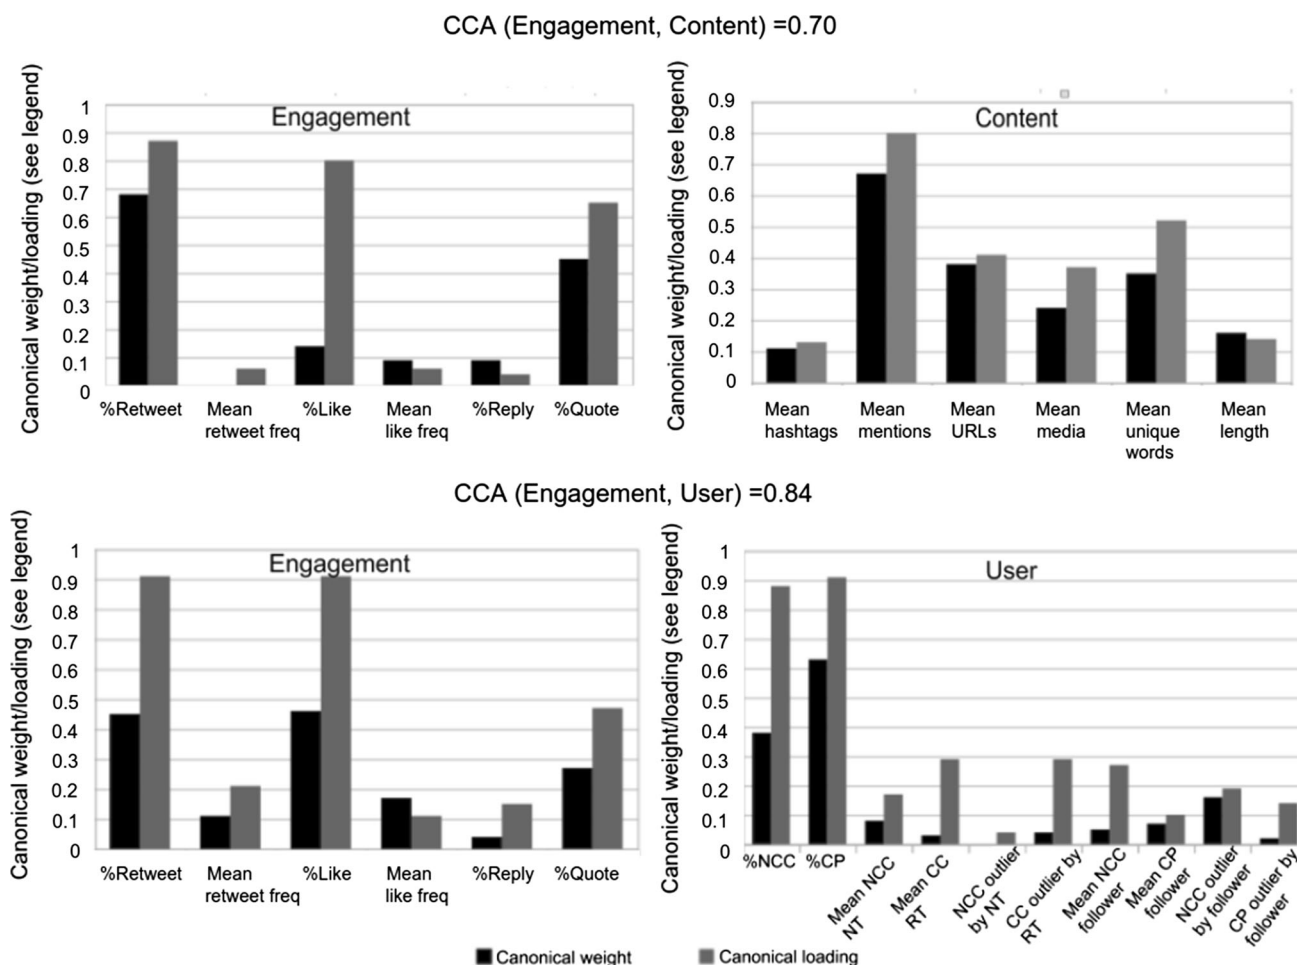 CCA (Engagement, Content) =0.70
Canonical weight/loading (see legend)
Engagement
1
0.9
0.8
0.7
0.6
0.5
0.4
0.3
0.2
0.1
0
%Retweet
Mean
retweet freq
%Like
Mean
like freq
%Reply
%Quote
Canonical weight/loading (see legend)
Content
0.9
0.8
0.7
0.6
0.5
0.4
0.3
0.2
0.1
0
Mean
hashtags
Mean
mentions
Mean
URLs
Mean
media
Mean
unique
words
Mean
length
CCA (Engagement, User) =0.84
Canonical weight/loading (see legend)
Engagement
1
0.9
0.8
0.7
0.6
0.5
0.4
0.3
0.2
0.1
0
%Retweet
Mean
retweet freq
%Like
Mean
like freq
%Reply
%Quote
Canonical weight/loading (see legend)
User
1
0.9
0.8
0.7
0.6
0.5
0.4
0.3
0.2
0.1
0
%NCC
%CP
Mean NCC
NT
Mean CC
RT
NCC outlier
by NT
CC outlier by
RT
Mean NCC
follower
Mean CP
follower
NCC outlier
by follower
CP outlier by
follower
Canonical weight
Canonical loading